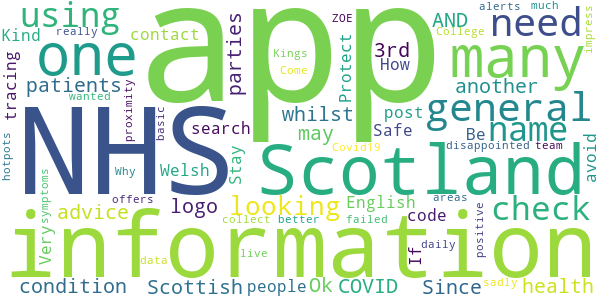 app
using
one
Kind
really
contact
parties
ZOE
AND
alerts
much
College
need
Kings
Come
3rd
How
many
impress
tracing
patients
wanted
proximity
basic
Protect
another
general
hotpots
NHS
search
whilst
may
post
Safe
Be
name
avoid
Why
Welsh
Stay
Covid19
disappointed
team
Scotland
symptoms
Very
advice
offers
logo
looking
collect
better
English
failed
code
areas
check
positive
information
data
live
If
daily
condition
Scottish
people
Ok
COVID
Since
sadly
health